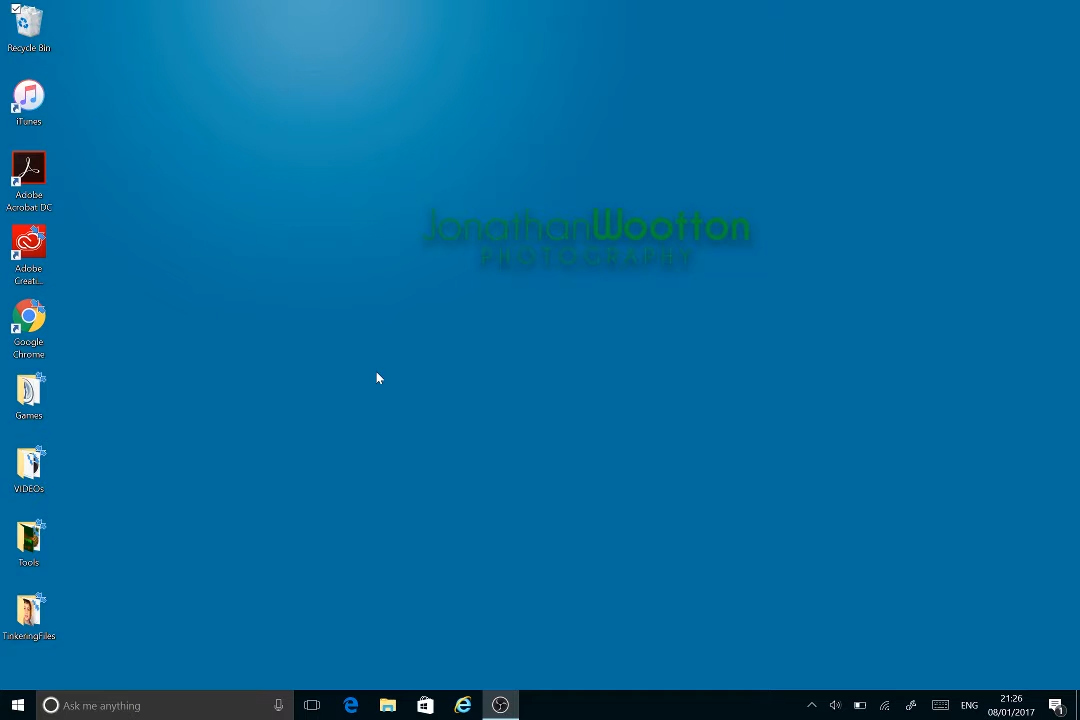 Recycle Bin
iTunes
Adobe
Acrobat DC
Adobe
Creati...
Google
Chrome
Games
VIDEOs
Tools
TinkeringFiles
JonathanWootton
PHOTOGRAPHY
Ask me anything
ENG
21:26
08/01/2017
1